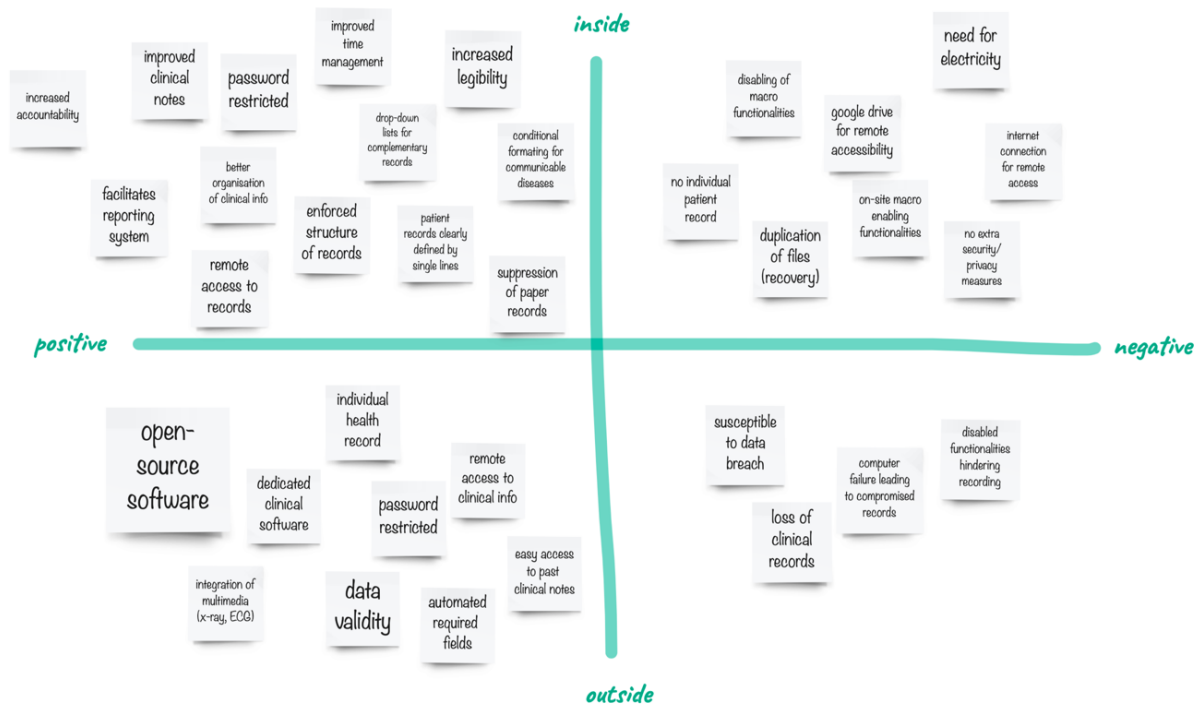 inside
increased
accountability
improved
clinical
notes
password
restricted
improved
time
management
increased
legibility
drop-down
lists for
complementary
records
conditional
formating for
communicable
diseases
facilitates
reporting
system
better
organisation
of clinical info
enforced
structure
of records
patient
records clearly
defined by
single lines
remote
access to
records
suppression
of paper
records
disabling of
macro
functionalities
need for
electricity
google drive
for remote
accessibility
internet
connection
for remote
access
no individual
patient
record
on-site macro
enabling
functionalities
duplication
of files
(recovery)
no extra
security/
privacy
measures
positive
negative
open-
source
software
individual
health
record
dedicated
clinical
software
password
restricted
remote
access to
clinical info
integration of
multimedia
(x-ray, ECG)
data
validity
automated
required
fields
easy access
to past
clinical notes
susceptible
to data
breach
computer
failure leading
to compromised
records
disabled
functionalities
hindering
recording
loss of
clinical
records
outside